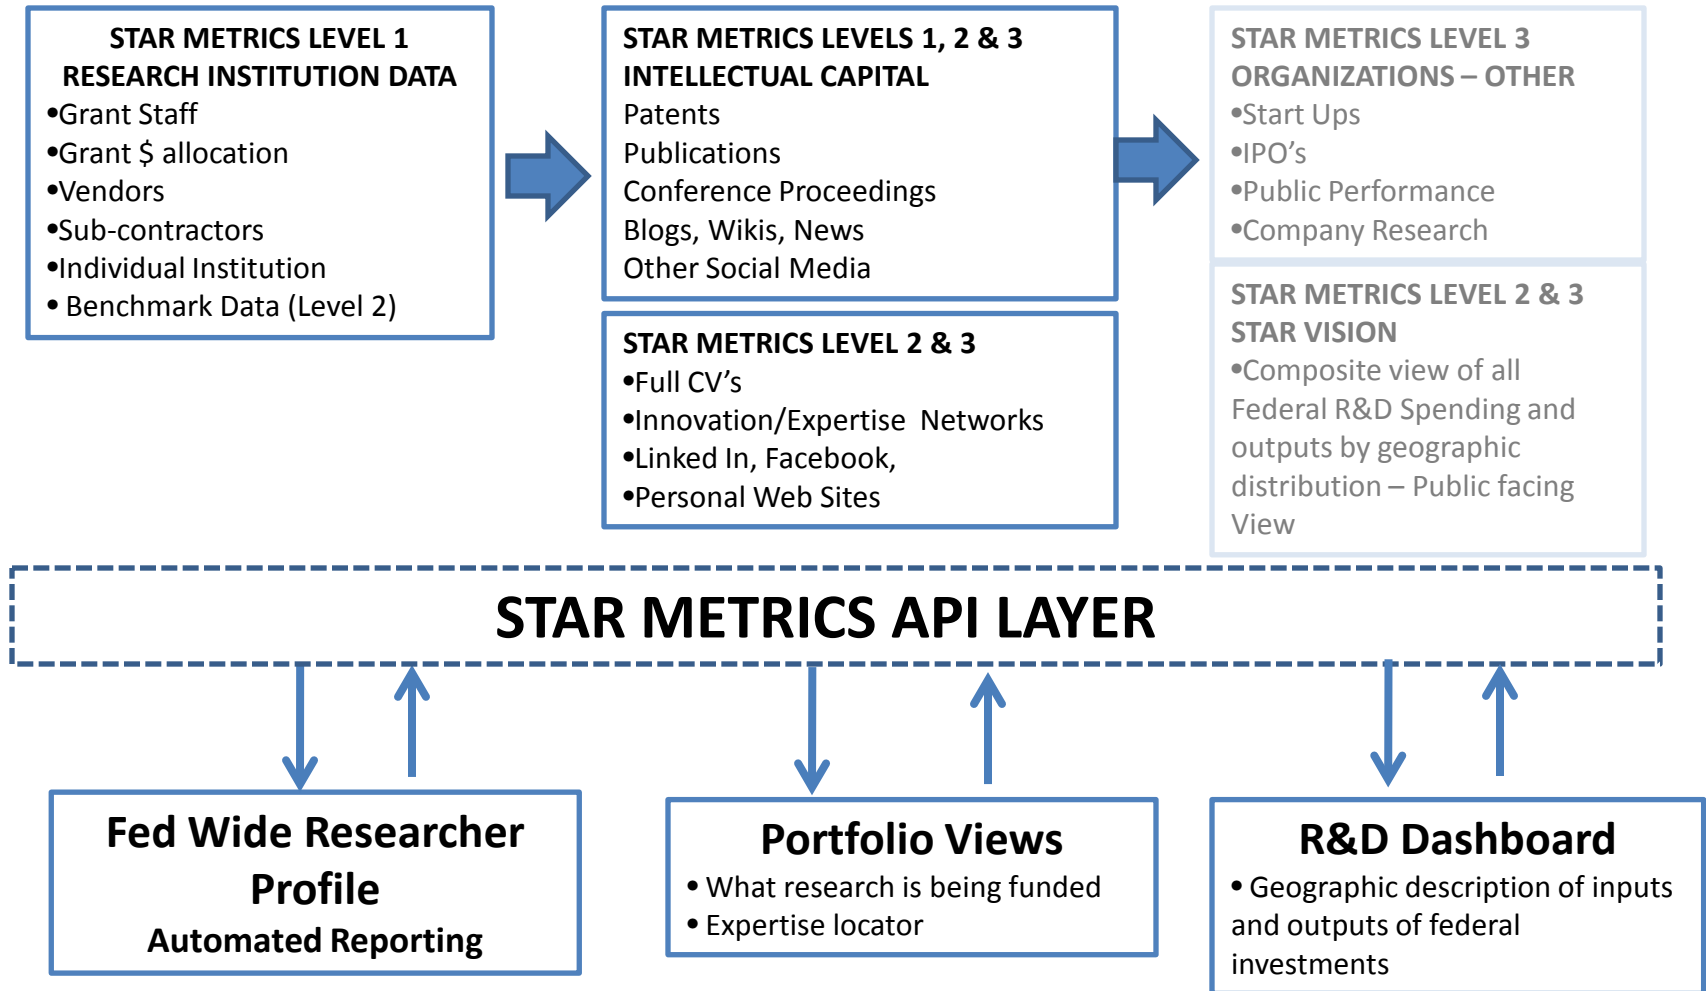 STAR METRICS LEVEL 1
RESEARCH INSTITUTION DATA
•Grant Staff
•Grant $ allocation
•Vendors
•Sub-contractors
•Individual Institution
• Benchmark Data (Level 2)
STAR METRICS LEVELS 1, 2 & 3
INTELLECTUAL CAPITAL
Patents
Publications
Conference Proceedings
Blogs, Wikis, News
Other Social Media
STAR METRICS LEVEL 2 & 3
•Full CV’s
•Innovation/Expertise Networks
•Linked In, Facebook,
•Personal Web Sites
STAR METRICS LEVEL 3
ORGANIZATIONS – OTHER
•Start Ups
•IPO’s
•Public Performance
•Company Research
STAR METRICS LEVEL 2 & 3
STAR VISION
•Composite view of all
Federal R&D Spending and
outputs by geographic
distribution – Public facing
View
STAR METRICS API LAYER
Fed Wide Researcher
Profile
Automated Reporting
Portfolio Views
• What research is being funded
• Expertise locator
R&D Dashboard
• Geographic description of inputs
and outputs of federal
investments